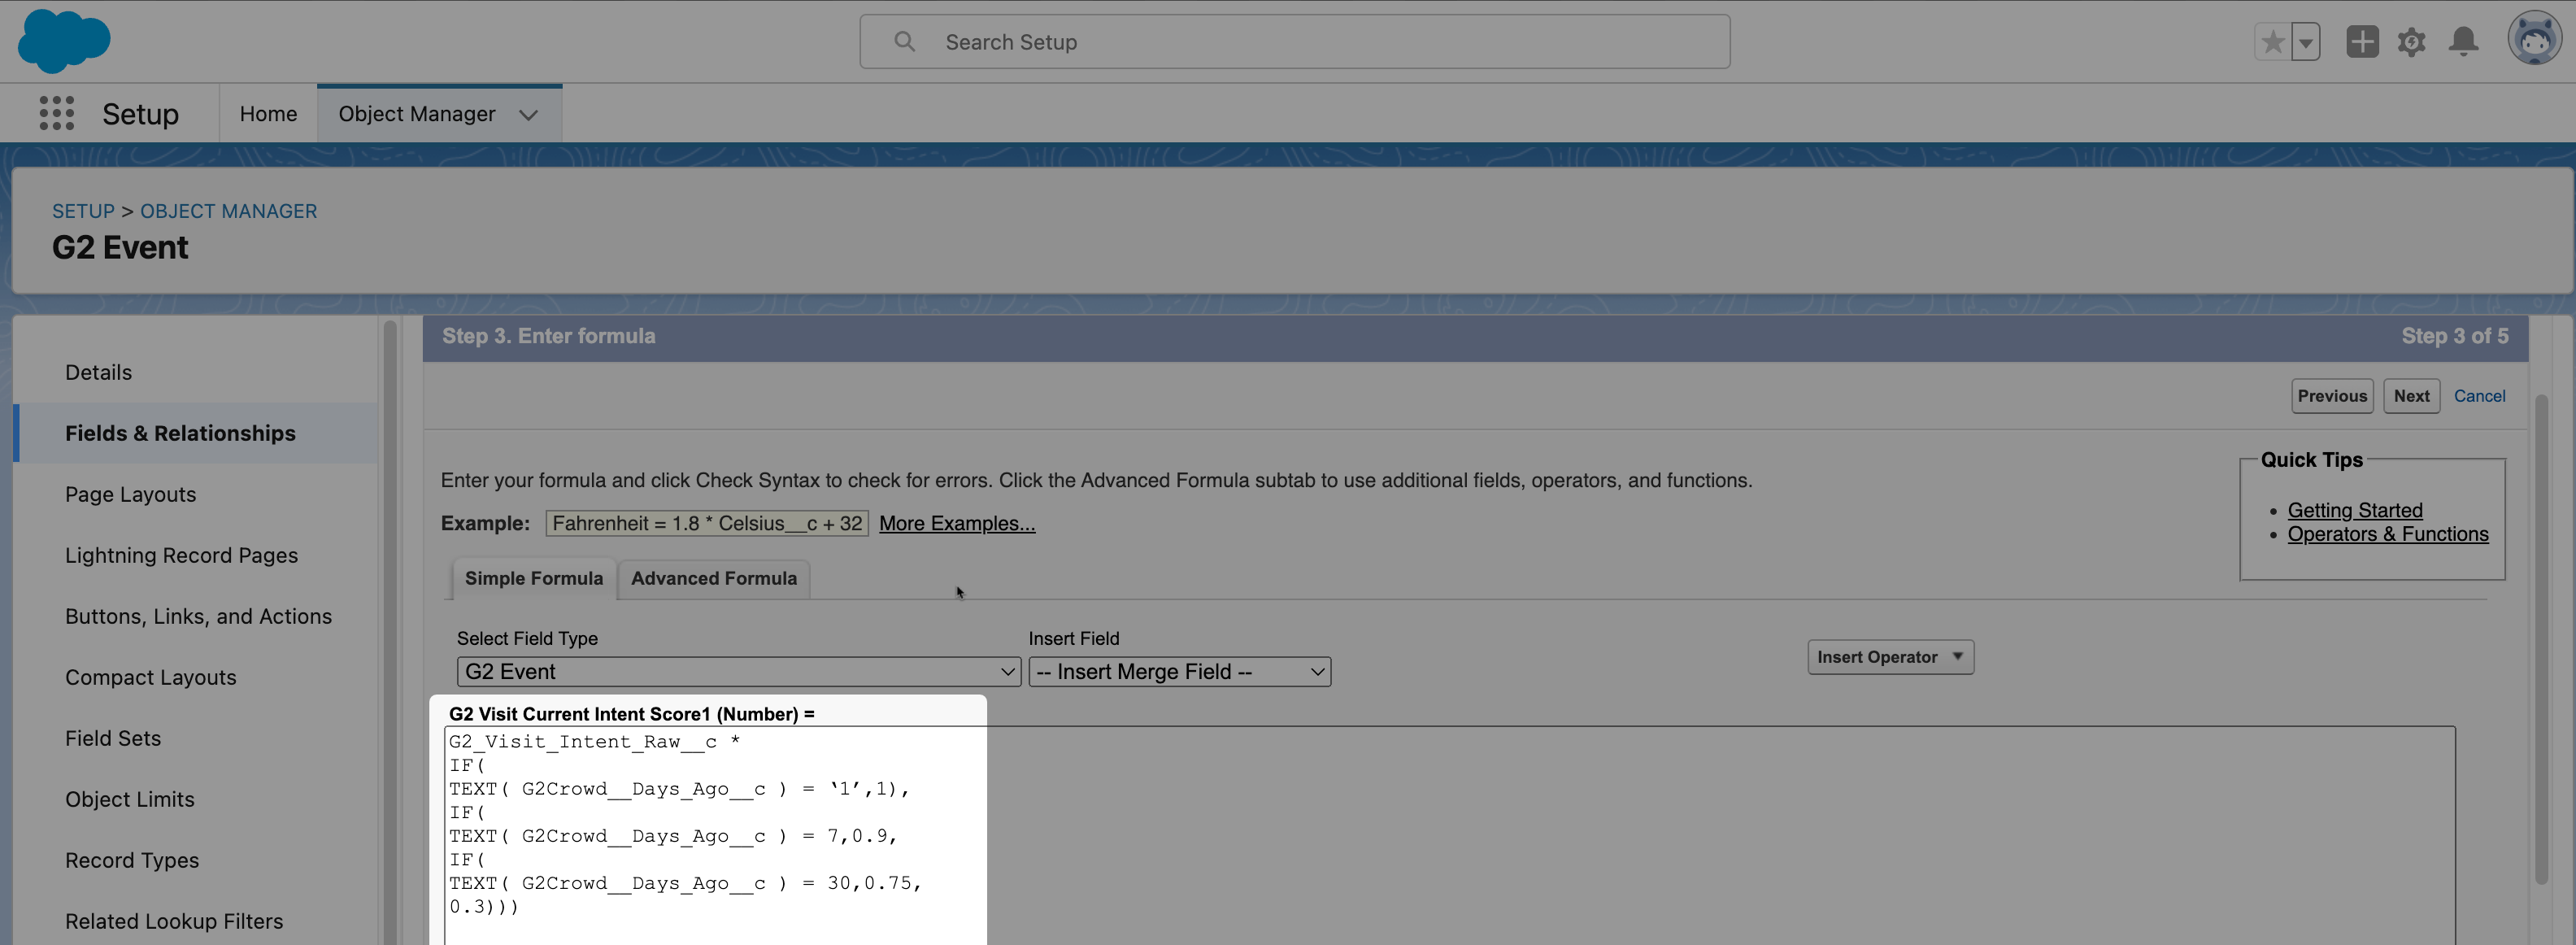 Search Setup
Setup
Home
Object Manager
SETUP > OBJECT MANAGER
G2 Event
Details
Fields & Relationships
Page Layouts
Lightning Record Pages
Buttons, Links, and Actions
Compact Layouts
Field Sets
Object Limits
Record Types
Related Lookup Filters
Step 3. Enter formula
Step 3 of 5
Previous
Next
Cancel
Enter your formula and click Check Syntax to check for errors. Click the Advanced Formula subtab to use additional fields, operators, and functions.
Example: Fahrenheit = 1.8 * Celsius__c + 32 More Examples...
Quick Tips
• Getting Started
• Operators & Functions
Simple Formula
Advanced Formula
Select Field Type
G2 Event
Insert Field
-- Insert Merge Field --
Insert Operator
G2 Visit Current Intent Score1 (Number) =
G2_Visit_Intent_Raw__c *
IF(
TEXT( G2Crowd__Days_Ago__c ) = ‘1’,1),
IF(
TEXT( G2Crowd__Days_Ago__c ) = 7,0.9,
IF(
TEXT( G2Crowd__Days_Ago__c ) = 30,0.75,
0.3)))